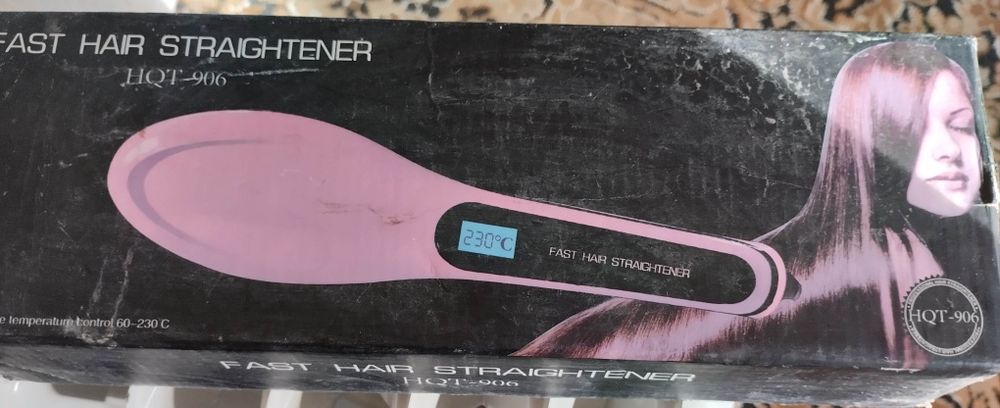 FAST HAIR STRAIGHTENER
HQT-906
230°C
FAST HAIR STRAIGHTENER
HQT-906
temperature control 60-230°C
FAST HAIR STRAIGHTENER
HQT-906